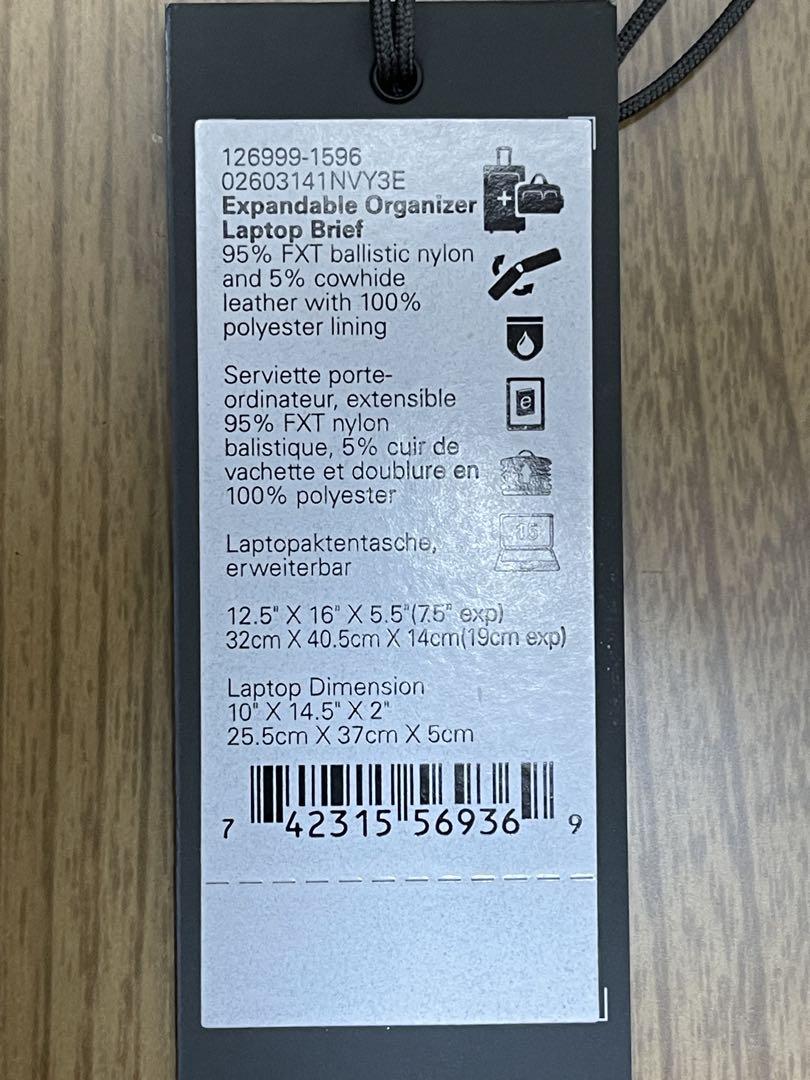 126999-1596
02603141NVY3E
Expandable Organizer
Laptop Brief
95% FXT ballistic nylon
and 5% cowhide
leather with 100%
polyester lining
Serviette porte-
ordinateur, extensible
95% FXT nylon
balistique, 5% cuir de
vachette et doublure en
100% polyester
Laptopaktentasche,
erweiterbar
12.5" X 16" X 5.5"(7.5" exp)
32cm X 40.5cm X 14cm(19cm exp)
Laptop Dimension
10" X 14.5" X 2"
25.5cm X 37cm X 5cm
7 42315 56936 9
e
15